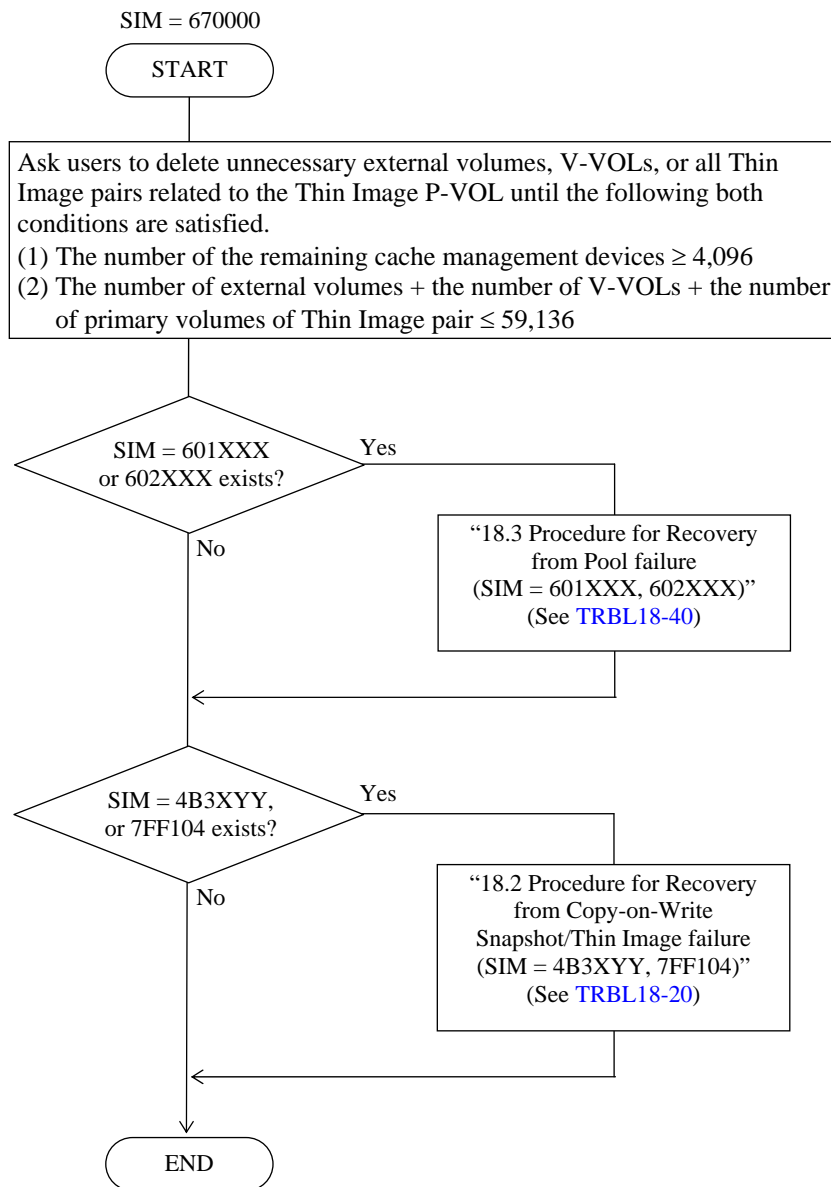 SIM = 670000
START
Ask users to delete unnecessary external volumes, V-VOLs, or all Thin
Image pairs related to the Thin Image P-VOL until the following both
conditions are satisfied.
(1) The number of the remaining cache management devices ≥ 4,096
(2) The number of external volumes + the number of V-VOLs + the number
of primary volumes of Thin Image pair ≤ 59,136
SIM = 601XXX
or 602XXX exists?
Yes
No
“18.3 Procedure for Recovery
from Pool failure
(SIM = 601XXX, 602XXX)”
(See TRBL18-40)
SIM = 4B3XYY,
or 7FF104 exists?
Yes
No
“18.2 Procedure for Recovery
from Copy-on-Write
Snapshot/Thin Image failure
(SIM = 4B3XYY, 7FF104)”
(See TRBL18-20)
END